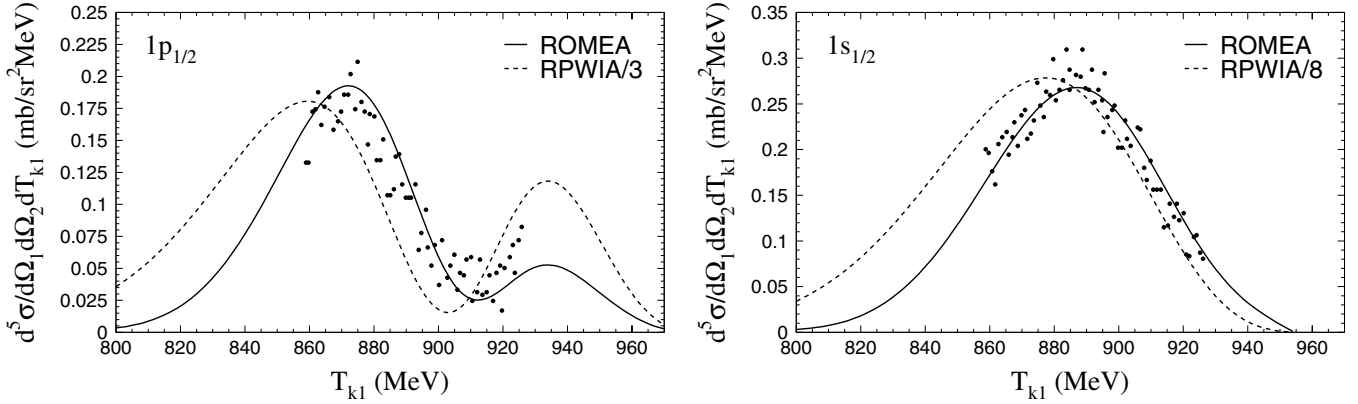 d⁵σ/dΩ₁dΩ₂dTₖ₁ (mb/sr²MeV)
0.25
0.225
0.2
0.175
0.15
0.125
0.1
0.075
0.05
0.025
0
1p₁/₂
ROMEA
RPWIA/3
800 820 840 860 880 900 920 940 960
Tₖ₁ (MeV)
d⁵σ/dΩ₁dΩ₂dTₖ₁ (mb/sr²MeV)
0.35
0.3
0.25
0.2
0.15
0.1
0.05
0
1s₁/₂
ROMEA
RPWIA/8
800 820 840 860 880 900 920 940 960
Tₖ₁ (MeV)